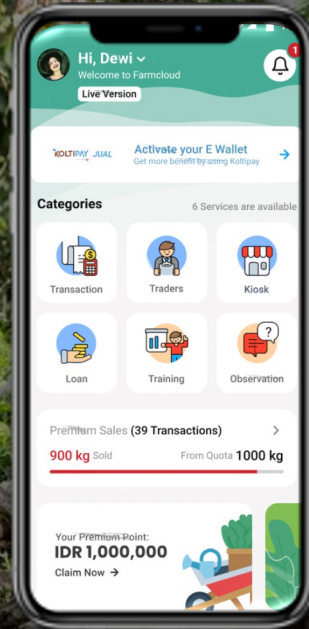 1
Hi, Dewi
Welcome to Farmcloud
Live Version
KOLTIPAY JUAL
Activate your E Wallet
Get more benefit by using Koltipay
Categories
6 Services are available
Transaction
Traders
Kiosk
Loan
Training
Observation
Premium Sales (39 Transactions)
900 kg Sold
From Quota 1000 kg
Your Premium Point:
IDR 1,000,000
Claim Now